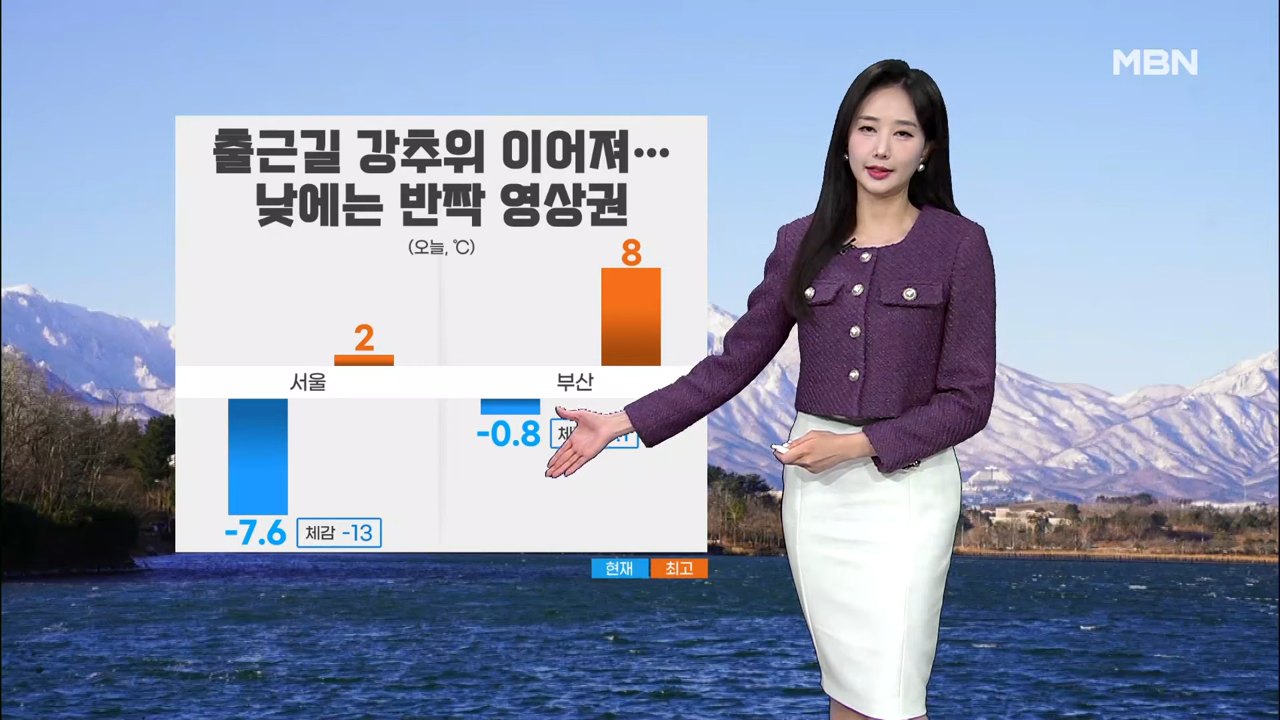 MBN
출근길 강추위 이어져…
낮에는 반짝 영상권
(오늘, ℃)
2
8
서울
부산
-7.6
체감 -13
-0.8
현재
최고